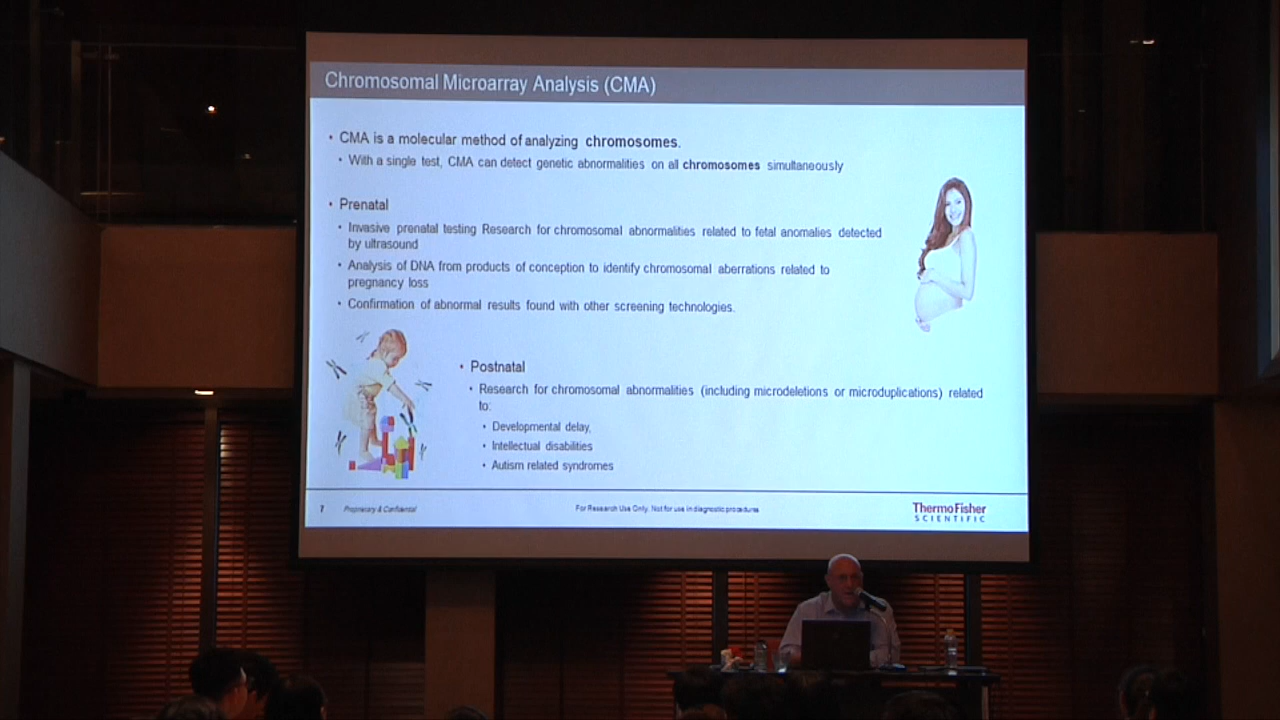 Chromosomal Microarray Analysis (CMA)
• CMA is a molecular method of analyzing chromosomes.
• With a single test, CMA can detect genetic abnormalities on all chromosomes simultaneously
• Prenatal
• Invasive prenatal testing Research for chromosomal abnormalities related to fetal anomalies detected
by ultrasound
• Analysis of DNA from products of conception to identify chromosomal aberrations related to
pregnancy loss
• Confirmation of abnormal results found with other screening technologies.
• Postnatal
• Research for chromosomal abnormalities (including microdeletions or microduplications) related
to:
• Developmental delay,
• Intellectual disabilities
• Autism related syndromes
7 Proprietary & Confidential
For Research Use Only. Not for use in diagnostic procedures
ThermoFisher
SCIENTIFIC